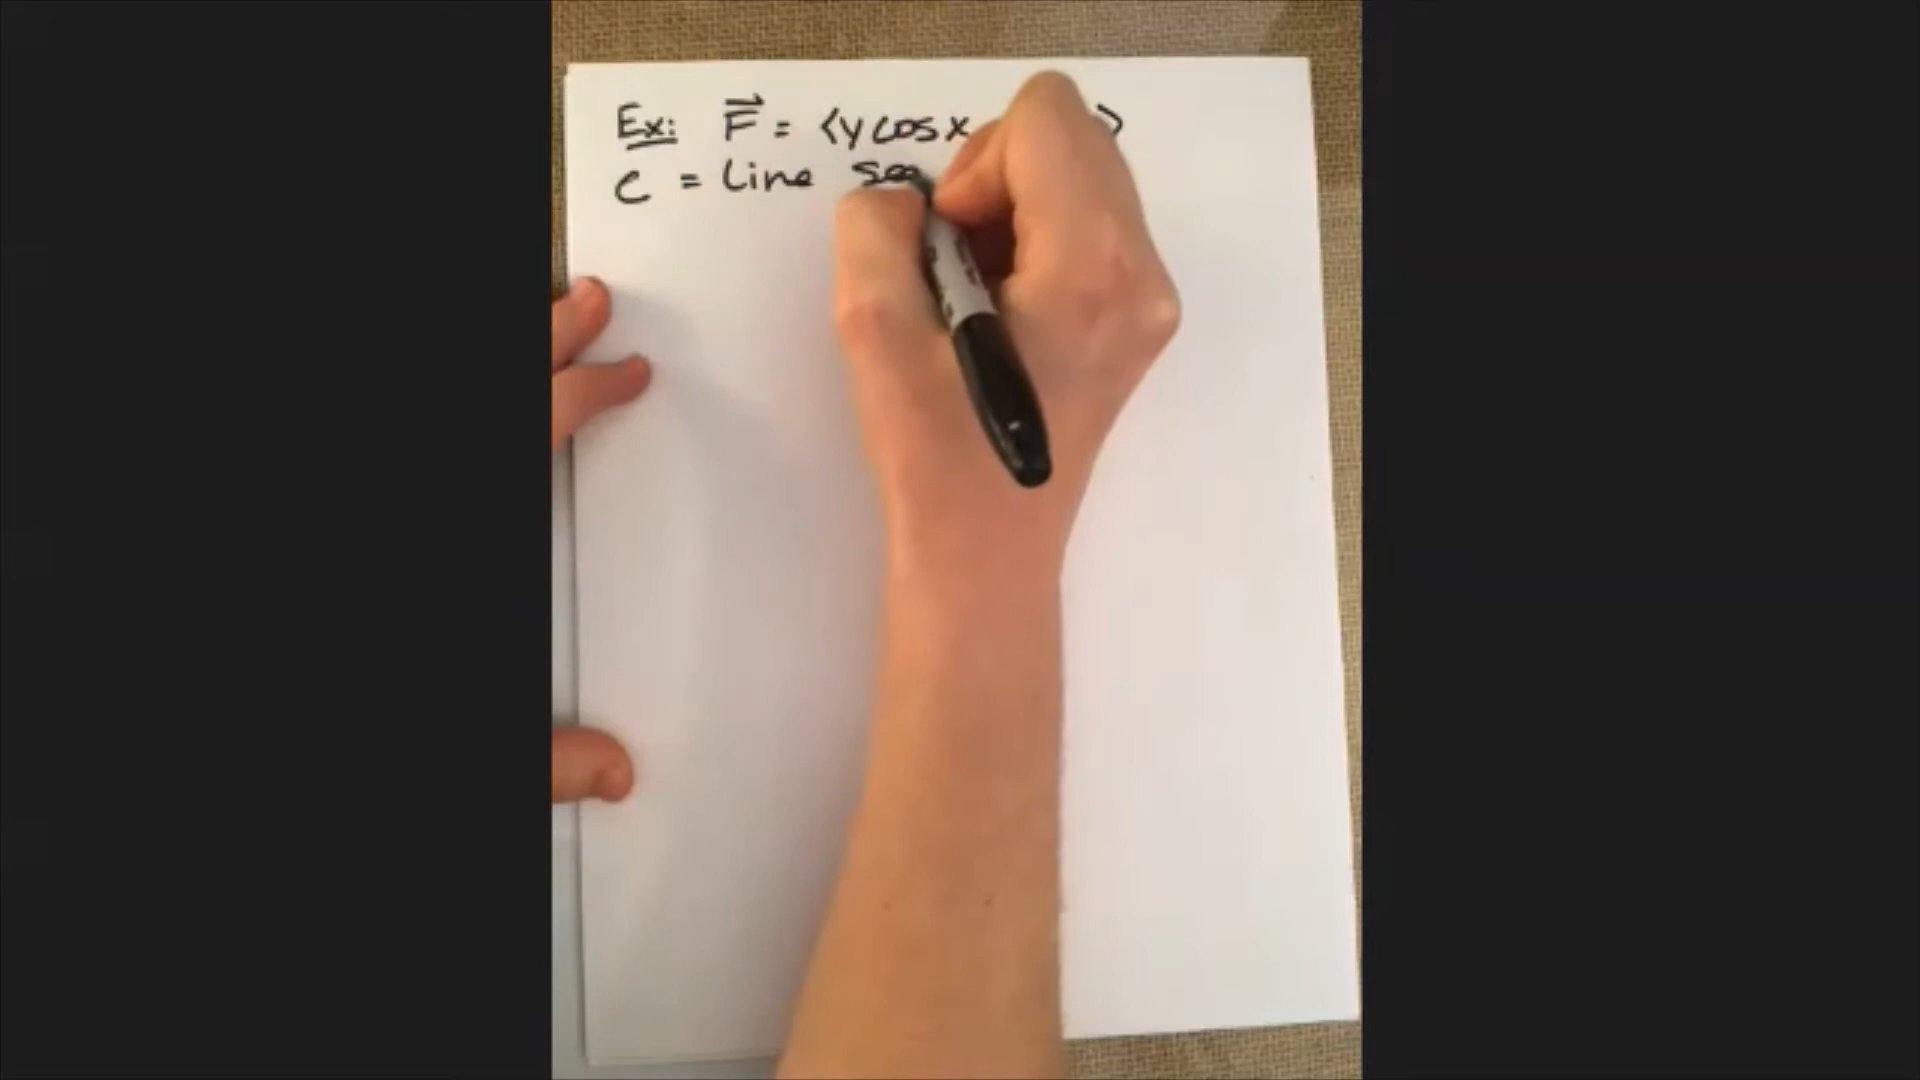 Ex: F⃗ = ⟨y cos x ⟩
C = Line